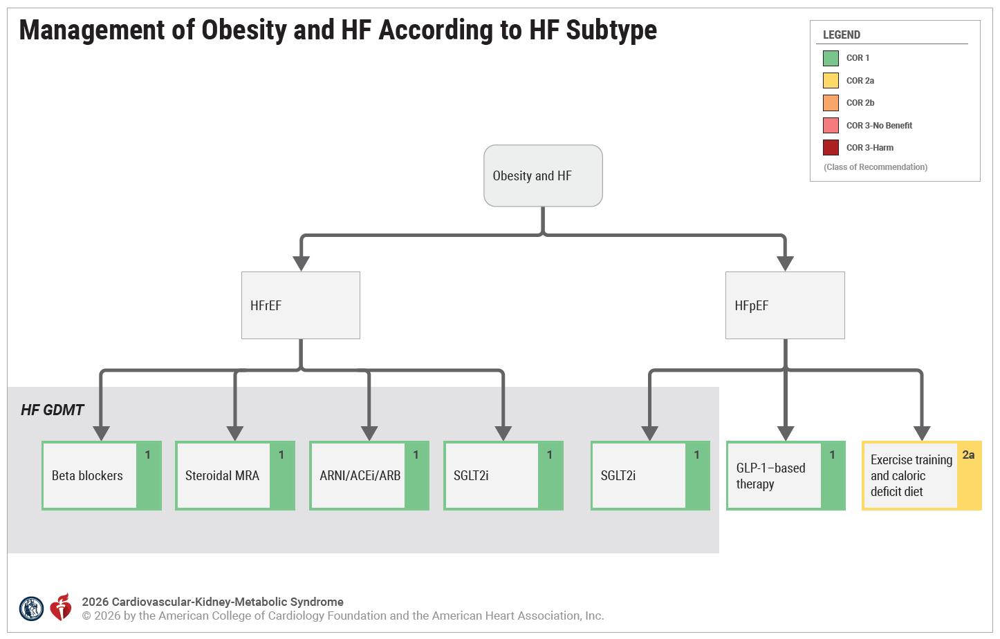 Management of Obesity and HF According to HF Subtype
LEGEND
COR 1
COR 2a
COR 2b
COR 3-No Benefit
COR 3-Harm
(Class of Recommendation)
Obesity and HF
HFrEF
HFpEF
HF GDMT
Beta blockers
1
Steroidal MRA
1
ARNI/ACEi/ARB
1
SGLT2i
1
SGLT2i
1
GLP-1–based
therapy
1
Exercise training
and caloric
deficit diet
2a
2026 Cardiovascular-Kidney-Metabolic Syndrome
© 2026 by the American College of Cardiology Foundation and the American Heart Association, Inc.